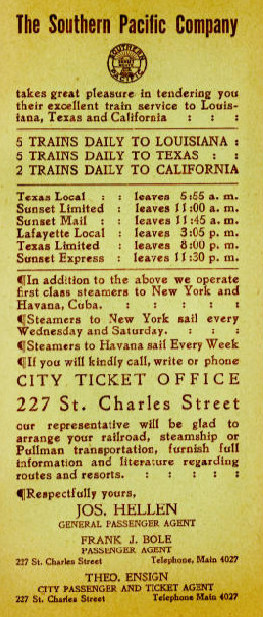 The Southern Pacific Company
SOUTHERN
PACIFIC
takes great pleasure in tendering you
their excellent train service to Louis-
iana, Texas and California : : :
5 TRAINS DAILY TO LOUISIANA :
5 TRAINS DAILY TO TEXAS : :
2 TRAINS DAILY TO CALIFORNIA
Texas Local : : leaves 5:55 a. m.
Sunset Limited : leaves 11:00 a. m.
Sunset Mail : : leaves 11:45 a. m.
Lafayette Local : leaves 3:05 p. m.
Texas Limited : leaves 8:00 p. m.
Sunset Express : leaves 11:30 p. m.
¶In addition to the above we operate
first class steamers to New York and
Havana, Cuba. : : : : :
¶Steamers to New York sail every
Wednesday and Saturday. : : :
¶Steamers to Havana sail Every Week
¶If you will kindly call, write or phone
CITY TICKET OFFICE
227 St. Charles Street
our representative will be glad to
arrange your railroad, steamship or
Pullman transportation, furnish full
information and literature regarding
routes and resorts. : : : : :
¶Respectfully yours,
JOS. HELLEN
GENERAL PASSENGER AGENT
FRANK J. BOLE
PASSENGER AGENT
227 St. Charles Street Telephone, Main 4027
THEO. ENSIGN
CITY PASSENGER AND TICKET AGENT
227 St. Charles Street Telephone Main 4027